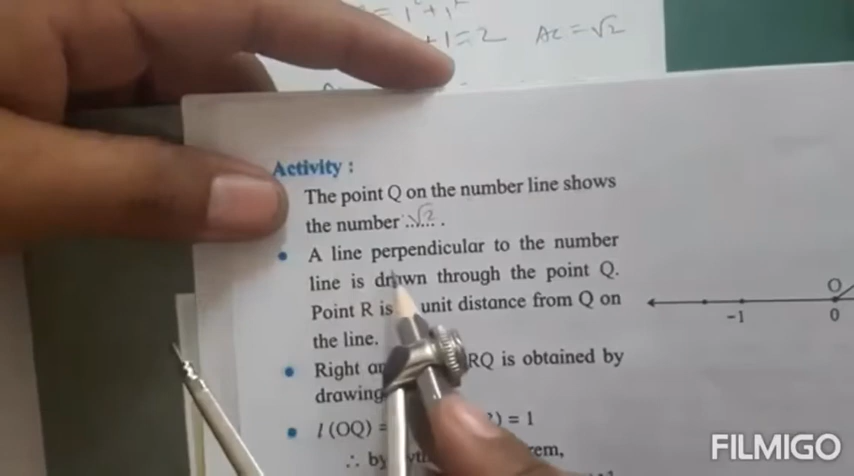 = 1² + 1²
+1 = 2 AC = √2
Activity :
The point Q on the number line shows
the number ..√2.. .
• A line perpendicular to the number
line is drawn through the point Q.
Point R is unit distance from Q on
the line.
• Right RQ is obtained by
drawing
• l (OQ) = ) = 1
∴ by
O
-1 0
FILMIGO